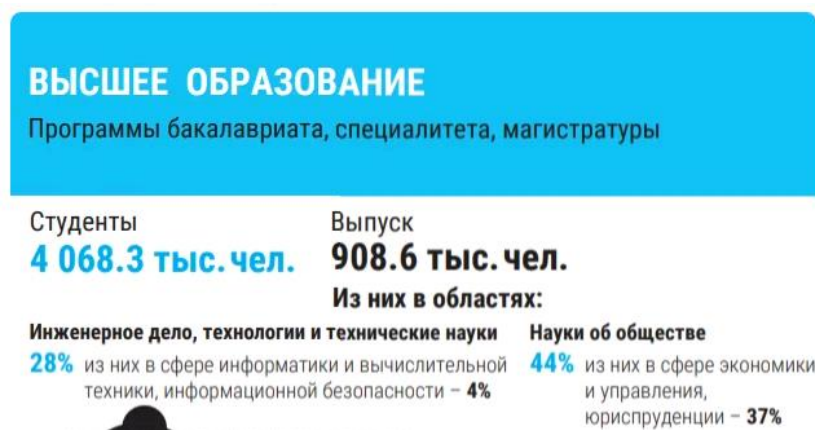 ВЫСШЕЕ ОБРАЗОВАНИЕ
Программы бакалавриата, специалитета, магистратуры
Студенты
4 068.3 тыс. чел.
Выпуск
908.6 тыс. чел.
Из них в областях:
Инженерное дело, технологии и технические науки
28% из них в сфере информатики и вычислительной
техники, информационной безопасности – 4%
Науки об обществе
44% из них в сфере экономики
и управления,
юриспруденции – 37%